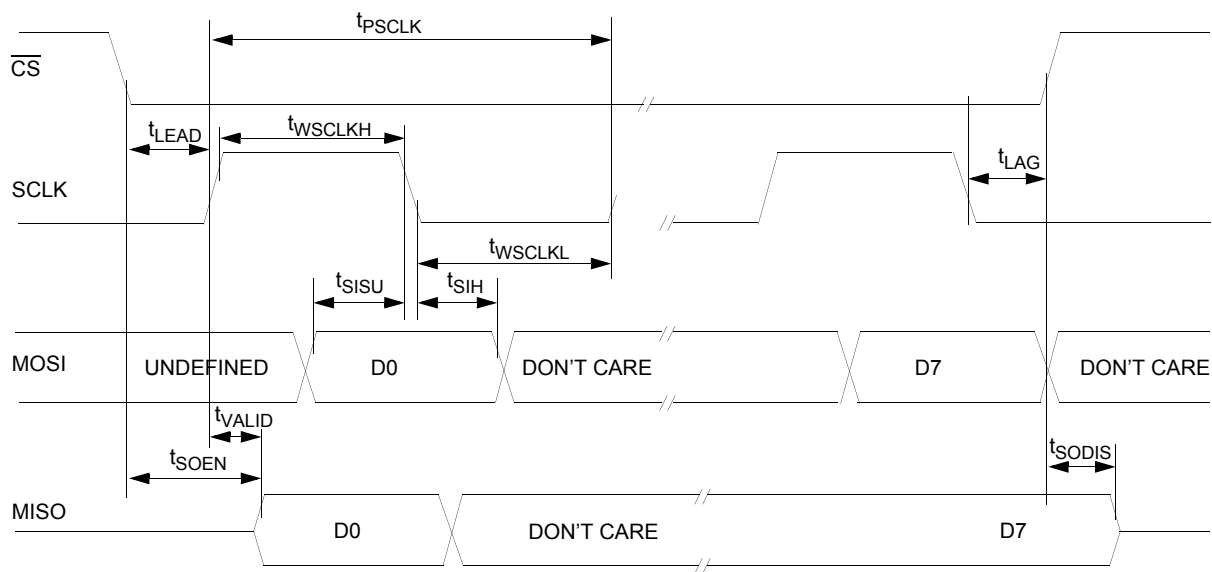 tPSCLK
CS
tLEAD
tWSCLKH
tLAG
SCLK
tWSCLKL
tSISU
tSIH
MOSI
UNDEFINED
D0
DON'T CARE
D7
DON'T CARE
tVALID
tSOEN
tSODIS
MISO
D0
DON'T CARE
D7